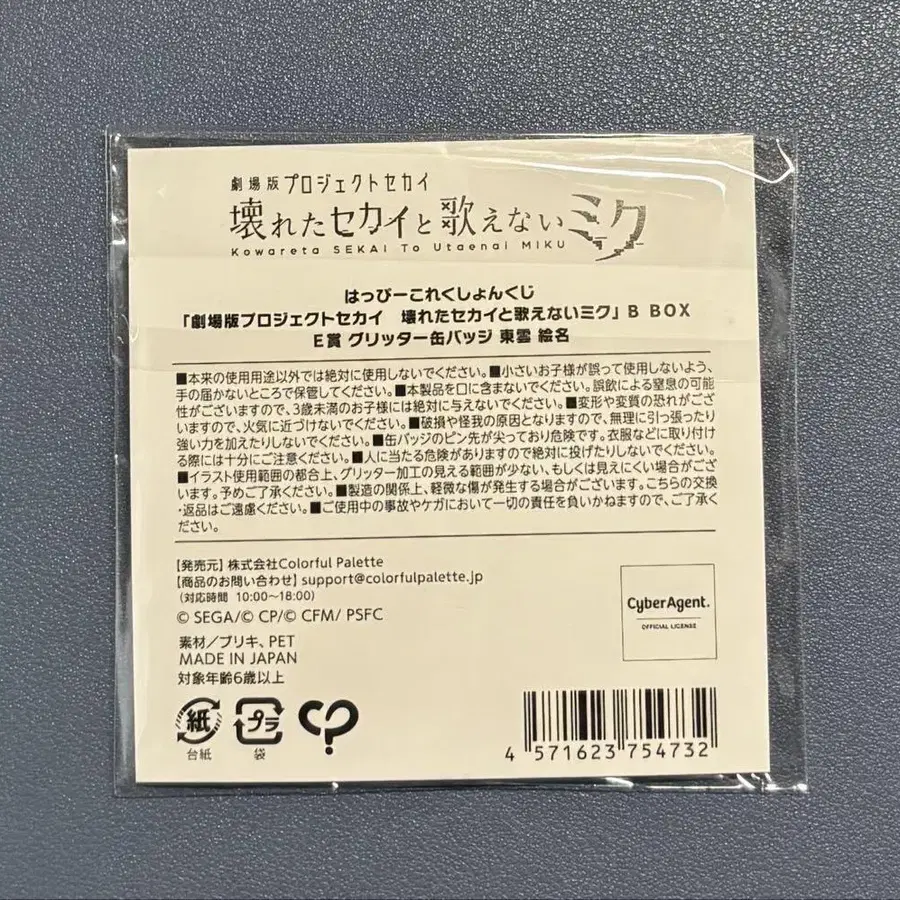 劇場版プロジェクトセカイ
壊れたセカイと歌えないミク
Kowareta SEKAI To Utaenai MIKU
はっぴーこれくしょんくじ
「劇場版プロジェクトセカイ　壊れたセカイと歌えないミク」B BOX
E賞 グリッター缶バッジ 東雲 絵名
■本来の使用用途以外では絶対に使用しないでください。■小さいお子様が誤って使用しないよう、
手の届かないところで保管してください。■本製品を口に含まないでください。誤飲による窒息の可能
性がございますので、3歳未満のお子様には絶対に与えないでください。■変形や変質の恐れがござい
ますので、火気に近づけないでください。■破損や怪我の原因となりますので、無理に引っ張ったり
強い力を加えたりしないでください。■缶バッジのピン先が尖っており危険です。衣服などに取り付け
る際には十分にご注意ください。■人に当たる危険がありますので絶対に投げたりしないでください。
■イラスト使用範囲の都合上、グリッター加工の見える範囲が少ない、もしくは見えにくい場合がござ
います。予めご了承ください。■製造の関係上、軽微な傷が発生する場合がございます。こちらの交換
・返品はご遠慮ください。■ご使用中の事故やケガにおいて一切の責任を負いかねますので、ご了承く
ださい。
【発売元】株式会社Colorful Palette
【商品のお問い合わせ】support@colorfulpalette.jp
（対応時間 10:00～18:00）
© SEGA/© CP/© CFM/ PSFC
素材/ブリキ、PET
MADE IN JAPAN
対象年齢6歳以上
CyberAgent.
OFFICIAL LICENSE
紙
台紙
プラ
袋
4 571623 754732